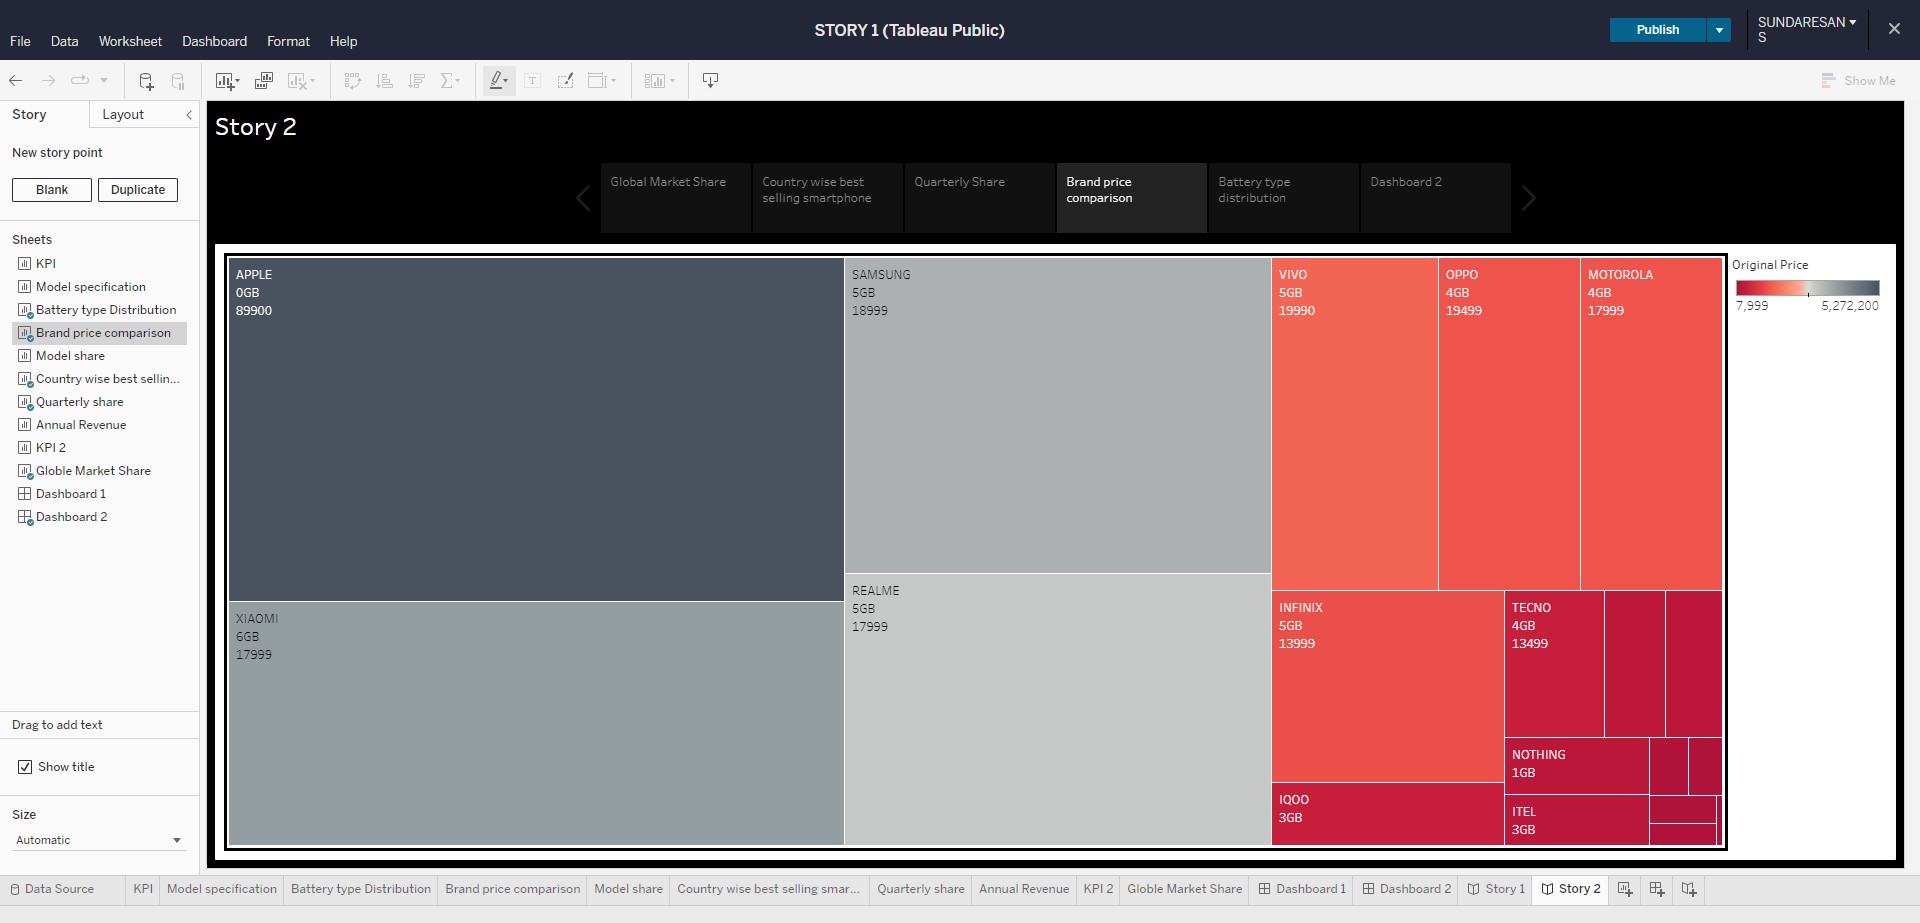 STORY 1 (Tableau Public)
Publish
SUNDARESAN
S
File Data Worksheet Dashboard Format Help
Show Me
Story Layout
New story point
Blank Duplicate
Sheets
KPI
Model specification
Battery type Distribution
Brand price comparison
Model share
Country wise best sellin...
Quarterly share
Annual Revenue
KPI 2
Globle Market Share
Dashboard 1
Dashboard 2
Drag to add text
Show title
Size
Automatic
Story 2
Global Market Share
Country wise best
selling smartphone
Quarterly Share
Brand price
comparison
Battery type
distribution
Dashboard 2
APPLE
0GB
89900
XIAOMI
6GB
17999
SAMSUNG
5GB
18999
REALME
5GB
17999
VIVO
5GB
19990
OPPO
4GB
19499
MOTOROLA
4GB
17999
INFINIX
5GB
13999
TECNO
4GB
13499
NOTHING
1GB
IQOO
3GB
ITEL
3GB
Original Price
7,999 5,272,200
Data Source KPI Model specification Battery type Distribution Brand price comparison Model share Country wise best selling smar... Quarterly share Annual Revenue KPI 2 Globle Market Share Dashboard 1 Dashboard 2 Story 1 Story 2